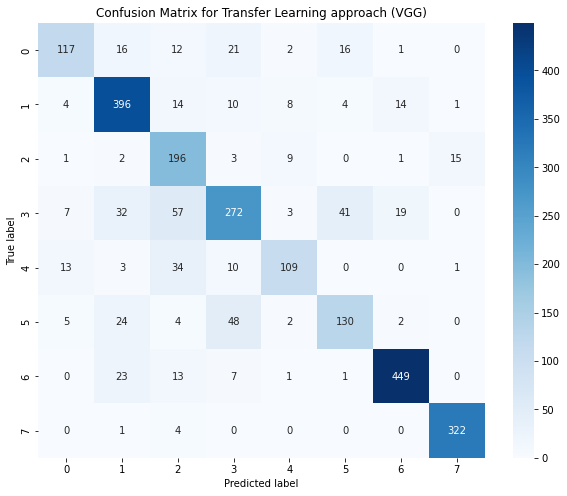 Confusion Matrix for Transfer Learning approach (VGG)
0 117 16 12 21 2 16 1 0
1 4 396 14 10 8 4 14 1
2 1 2 196 3 9 0 1 15
3 7 32 57 272 3 41 19 0
4 13 3 34 10 109 0 0 1
5 5 24 4 48 2 130 2 0
6 0 23 13 7 1 1 449 0
7 0 1 4 0 0 0 0 322
0 1 2 3 4 5 6 7
True label
Predicted label
400
350
300
250
200
150
100
50
0